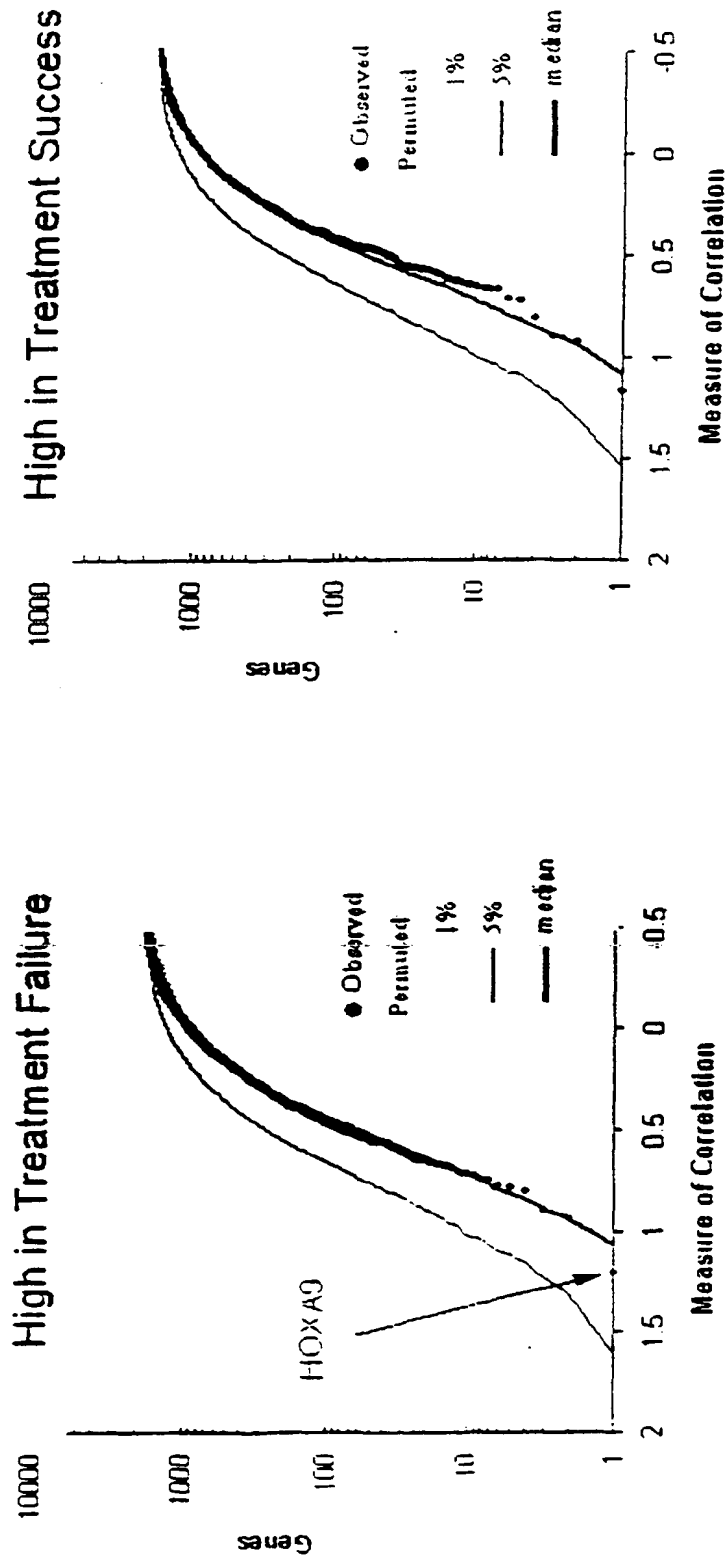 High in Treatment Failure
10000
1000
100
10
1
Genes
HOXA9
Observed
Permuted
1%
5%
median
2
1.5
1
0.5
0
-0.5
Measure of Correlation
High in Treatment Success
10000
1000
100
10
1
Genes
Observed
Permuted
1%
5%
median
2
1.5
1
0.5
0
-0.5
Measure of Correlation